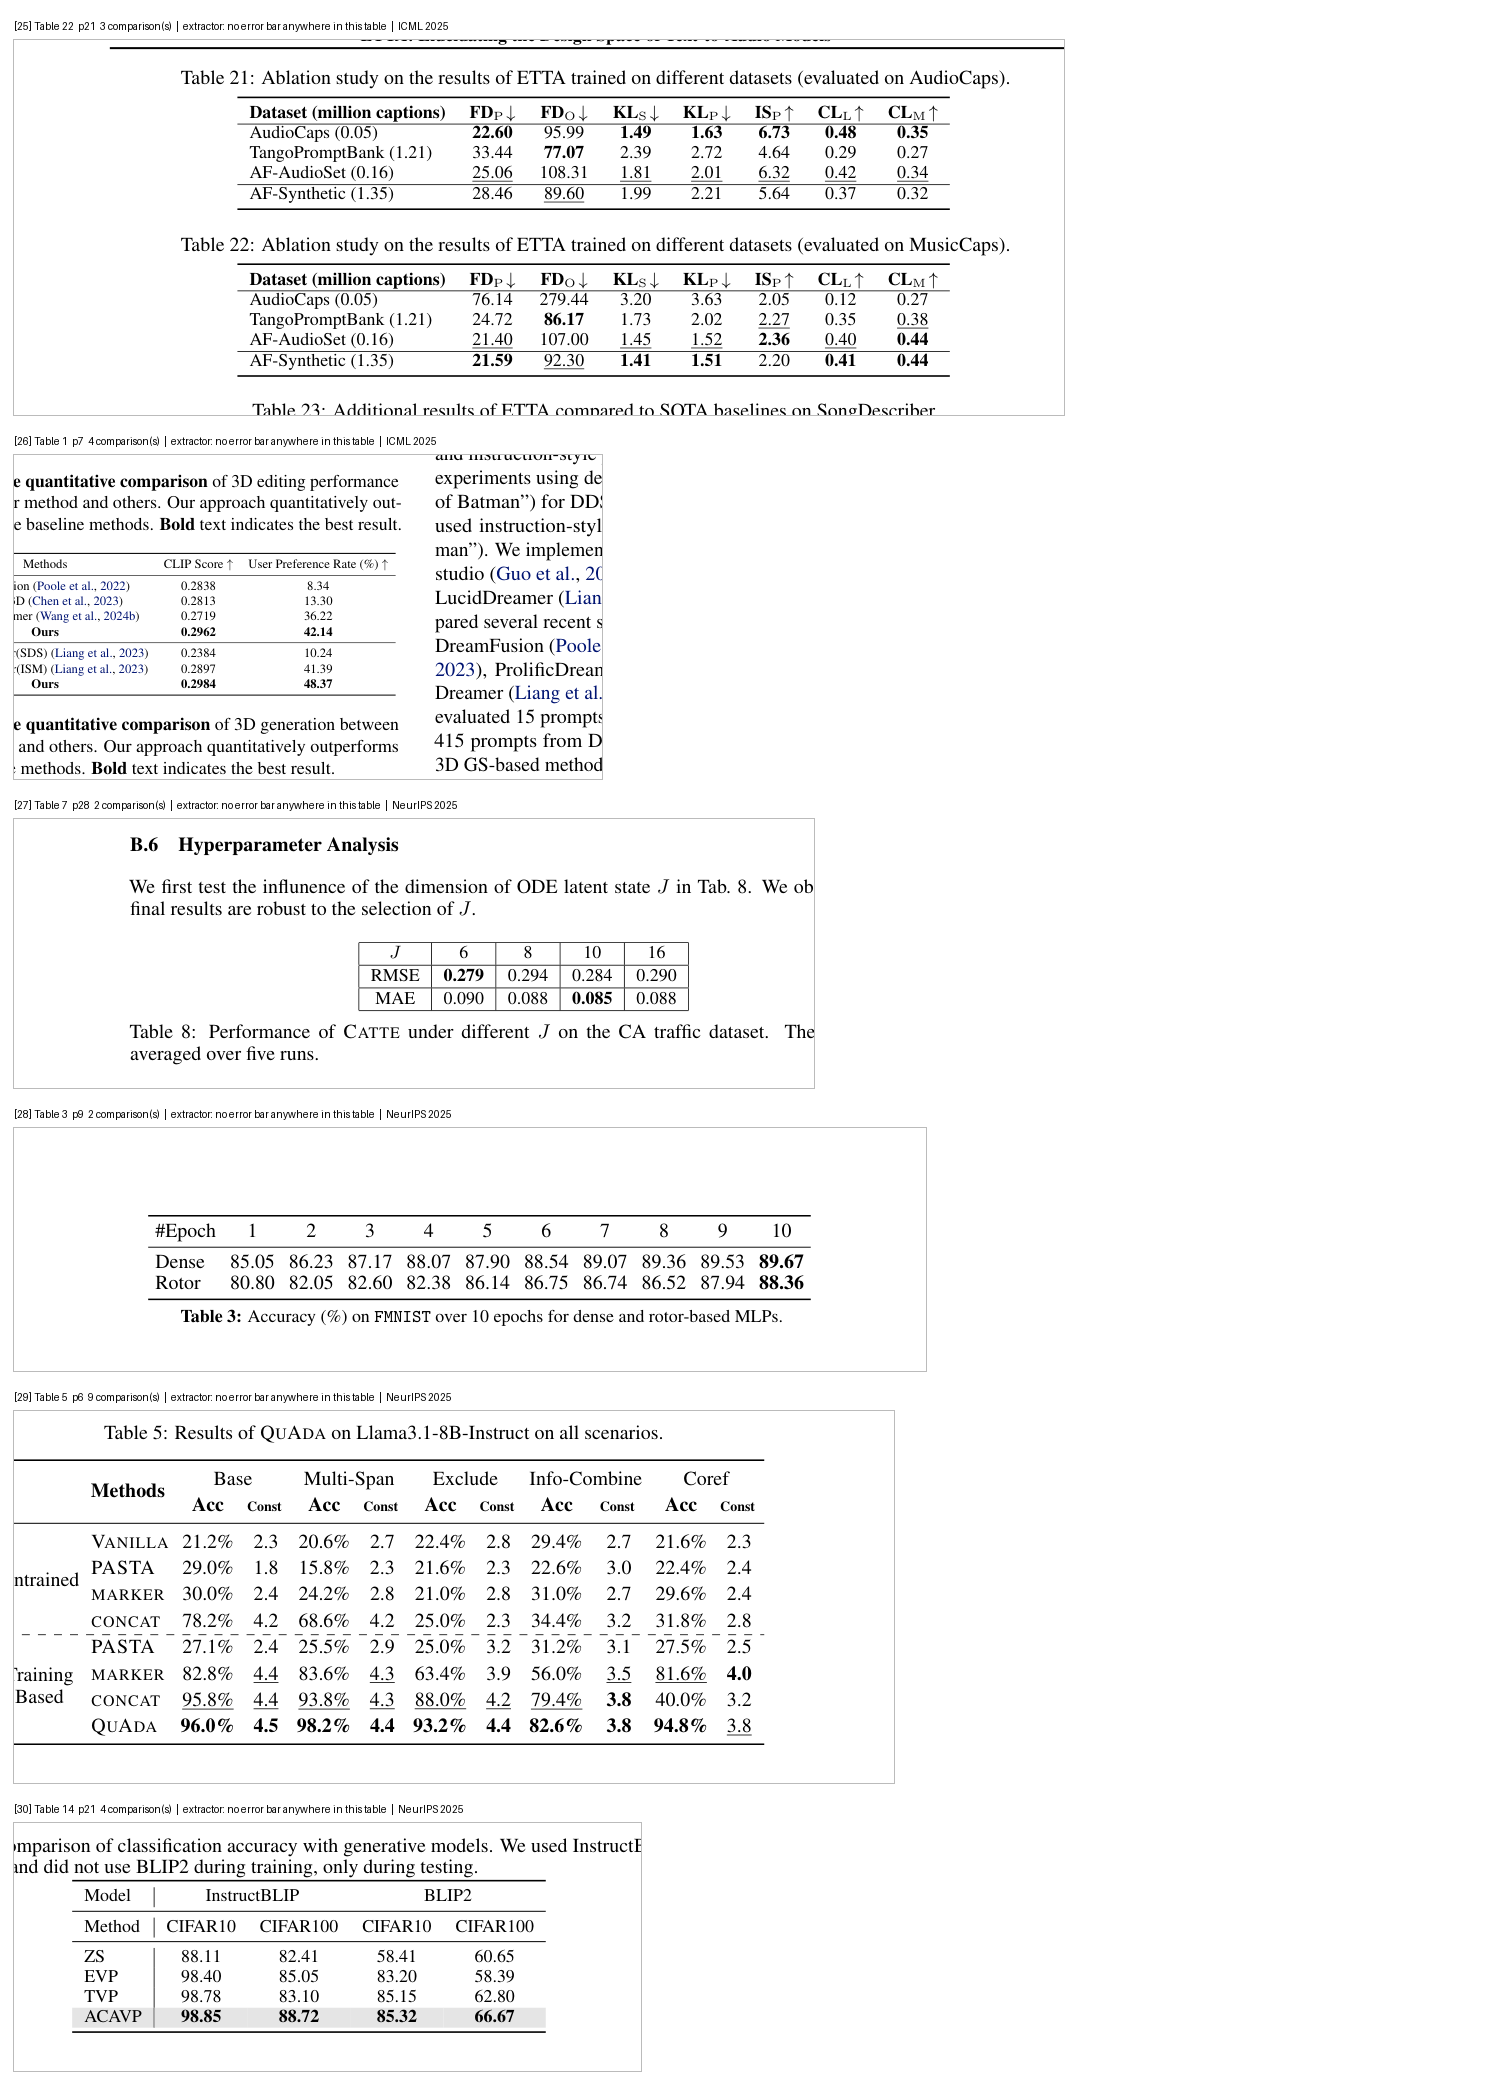 [25] Table 22 p21 3 comparison(s) | extractor: no error bar anywhere in this table | ICML 2025
Table 21: Ablation study on the results of ETTA trained on different datasets (evaluated on AudioCaps).
Dataset (million captions) FD_P↓ FD_O↓ KL_S↓ KL_P↓ IS_P↑ CL_L↑ CL_M↑
AudioCaps (0.05) 22.60 95.99 1.49 1.63 6.73 0.48 0.35
TangoPromptBank (1.21) 33.44 77.07 2.39 2.72 4.64 0.29 0.27
AF-AudioSet (0.16) 25.06 108.31 1.81 2.01 6.32 0.42 0.34
AF-Synthetic (1.35) 28.46 89.60 1.99 2.21 5.64 0.37 0.32
Table 22: Ablation study on the results of ETTA trained on different datasets (evaluated on MusicCaps).
Dataset (million captions) FD_P↓ FD_O↓ KL_S↓ KL_P↓ IS_P↑ CL_L↑ CL_M↑
AudioCaps (0.05) 76.14 279.44 3.20 3.63 2.05 0.12 0.27
TangoPromptBank (1.21) 24.72 86.17 1.73 2.02 2.27 0.35 0.38
AF-AudioSet (0.16) 21.40 107.00 1.45 1.52 2.36 0.40 0.44
AF-Synthetic (1.35) 21.59 92.30 1.41 1.51 2.20 0.41 0.44
Table 23: Additional results of ETTA compared to SOTA baselines on SongDescriber
[26] Table 1 p7 4 comparison(s) | extractor: no error bar anywhere in this table | ICML 2025
e quantitative comparison of 3D editing performance
r method and others. Our approach quantitatively out-
e baseline methods. Bold text indicates the best result.
Methods CLIP Score ↑ User Preference Rate (%) ↑
ion (Poole et al., 2022) 0.2838 8.34
D (Chen et al., 2023) 0.2813 13.30
mer (Wang et al., 2024b) 0.2719 36.22
Ours 0.2962 42.14
r(SDS) (Liang et al., 2023) 0.2384 10.24
r(ISM) (Liang et al., 2023) 0.2897 41.39
Ours 0.2984 48.37
e quantitative comparison of 3D generation between
and others. Our approach quantitatively outperforms
methods. Bold text indicates the best result.
and instruction-style
experiments using de
of Batman”) for DD
used instruction-styl
man”). We implemen
studio (Guo et al., 20
LucidDreamer (Lian
pared several recent s
DreamFusion (Poole
2023), ProlificDrean
Dreamer (Liang et al.
evaluated 15 prompts
415 prompts from D
3D GS-based method
[27] Table 7 p28 2 comparison(s) | extractor: no error bar anywhere in this table | NeurIPS 2025
B.6 Hyperparameter Analysis
We first test the influnence of the dimension of ODE latent state J in Tab. 8. We ob
final results are robust to the selection of J.
J 6 8 10 16
RMSE 0.279 0.294 0.284 0.290
MAE 0.090 0.088 0.085 0.088
Table 8: Performance of CATTE under different J on the CA traffic dataset. The
averaged over five runs.
[28] Table 3 p9 2 comparison(s) | extractor: no error bar anywhere in this table | NeurIPS 2025
#Epoch 1 2 3 4 5 6 7 8 9 10
Dense 85.05 86.23 87.17 88.07 87.90 88.54 89.07 89.36 89.53 89.67
Rotor 80.80 82.05 82.60 82.38 86.14 86.75 86.74 86.52 87.94 88.36
Table 3: Accuracy (%) on FMNIST over 10 epochs for dense and rotor-based MLPs.
[29] Table 5 p6 9 comparison(s) | extractor: no error bar anywhere in this table | NeurIPS 2025
Table 5: Results of QUADA on Llama3.1-8B-Instruct on all scenarios.
Methods Base Multi-Span Exclude Info-Combine Coref
Acc Const Acc Const Acc Const Acc Const Acc Const
VANILLA 21.2% 2.3 20.6% 2.7 22.4% 2.8 29.4% 2.7 21.6% 2.3
PASTA 29.0% 1.8 15.8% 2.3 21.6% 2.3 22.6% 3.0 22.4% 2.4
ntrained
MARKER 30.0% 2.4 24.2% 2.8 21.0% 2.8 31.0% 2.7 29.6% 2.4
CONCAT 78.2% 4.2 68.6% 4.2 25.0% 2.3 34.4% 3.2 31.8% 2.8
PASTA 27.1% 2.4 25.5% 2.9 25.0% 3.2 31.2% 3.1 27.5% 2.5
Training MARKER 82.8% 4.4 83.6% 4.3 63.4% 3.9 56.0% 3.5 81.6% 4.0
Based CONCAT 95.8% 4.4 93.8% 4.3 88.0% 4.2 79.4% 3.8 40.0% 3.2
QUADA 96.0% 4.5 98.2% 4.4 93.2% 4.4 82.6% 3.8 94.8% 3.8
[30] Table 14 p21 4 comparison(s) | extractor: no error bar anywhere in this table | NeurIPS 2025
omparison of classification accuracy with generative models. We used InstructB
and did not use BLIP2 during training, only during testing.
Model InstructBLIP BLIP2
Method CIFAR10 CIFAR100 CIFAR10 CIFAR100
ZS 88.11 82.41 58.41 60.65
EVP 98.40 85.05 83.20 58.39
TVP 98.78 83.10 85.15 62.80
ACAVP 98.85 88.72 85.32 66.67